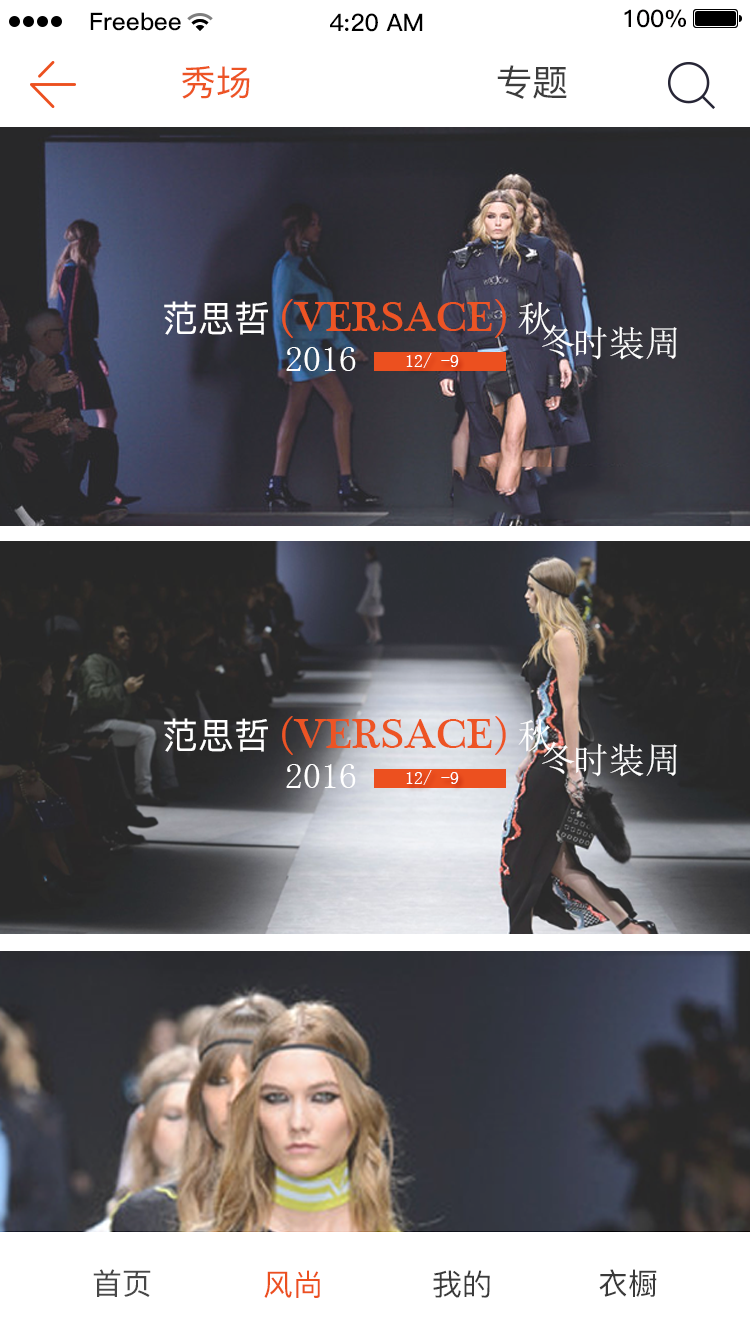 Freebee 4:20 AM 100%
秀场 专题
范思哲 (VERSACE) 秋冬时装周
2016 12/ -9
范思哲 (VERSACE) 秋冬时装周
2016 12/ -9
首页 风尚 我的 衣橱